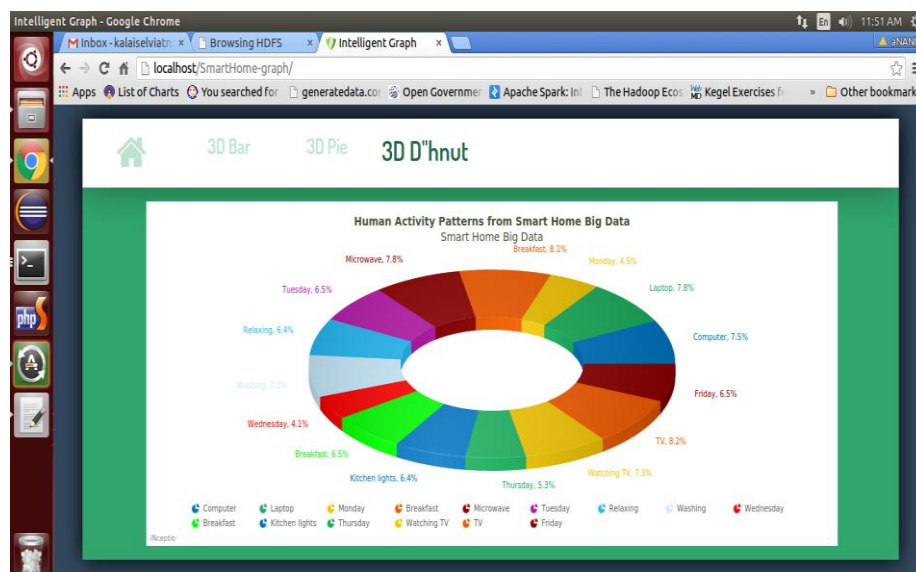 Intelligent Graph - Google Chrome
En
11:51 AM
Inbox - kalaiselviatn
Browsing HDFS
Intelligent Graph
localhost/SmartHome-graph/
Apps
List of Charts
You searched for
generatedata.co
Open Governmer
Apache Spark: Int
The Hadoop Ecos
Kegel Exercises f
»
Other bookmark
3D Bar
3D Pie
3D D"hnut
Human Activity Patterns from Smart Home Big Data
Smart Home Big Data
Breakfast, 8.1%
Microwave, 7.8%
Monday, 4.5%
Tuesday, 6.5%
Laptop, 7.8%
Relaxing, 6.4%
Computer, 7.5%
Washing, 7.2%
Friday, 6.5%
Wednesday, 4.1%
TV, 8.2%
Breakfast, 6.5%
Watching TV, 7.3%
Kitchen lights, 6.4%
Thursday, 5.3%
Computer
Laptop
Monday
Breakfast
Microwave
Tuesday
Relaxing
Washing
Wednesday
Breakfast
Kitchen lights
Thursday
Watching TV
TV
Friday
php